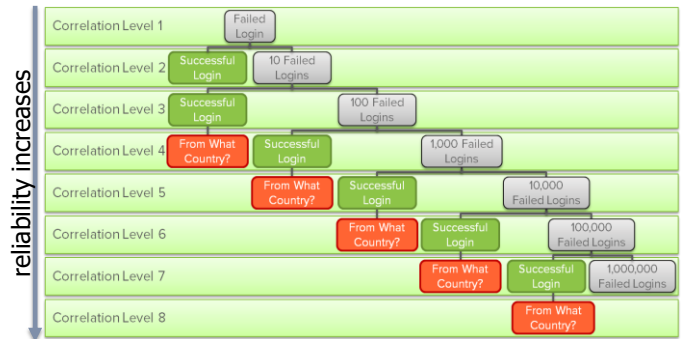 reliability increases
Correlation Level 1
Failed
Login
Correlation Level 2
Successful
Login
10 Failed
Logins
Correlation Level 3
Successful
Login
100 Failed
Logins
Correlation Level 4
From What
Country?
Successful
Login
1,000 Failed
Logins
Correlation Level 5
From What
Country?
Successful
Login
10,000
Failed Logins
Correlation Level 6
From What
Country?
Successful
Login
100,000
Failed Logins
Correlation Level 7
From What
Country?
Successful
Login
1,000,000
Failed Logins
Correlation Level 8
From What
Country?